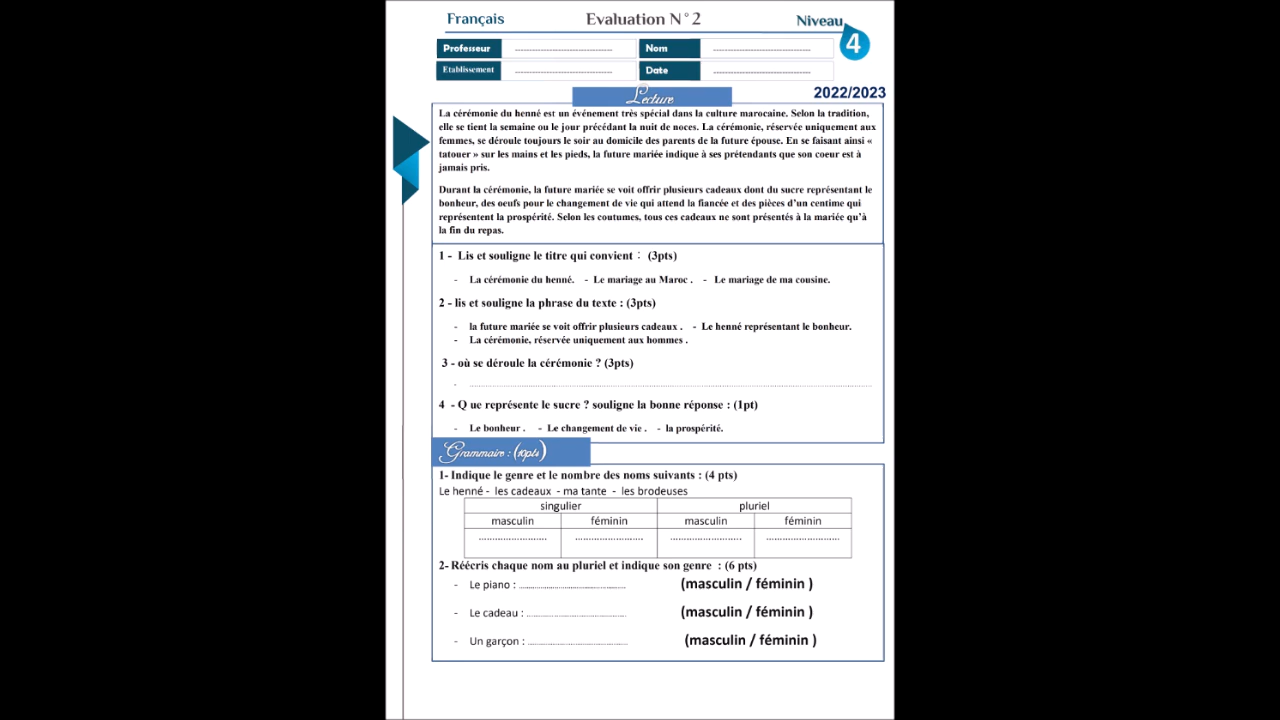 Français
Evaluation N°2
Niveau
4
Professeur ................................
Nom ................................
Etablissement ................................
Date ................................
2022/2023
Lecture
La cérémonie du henné est un événement très spécial dans la culture marocaine. Selon la tradition,
elle se tient la semaine ou le jour précédant la nuit de noces. La cérémonie, réservée uniquement aux
femmes, se déroule toujours le soir au domicile des parents de la future épouse. En se faisant ainsi «
tatouer » sur les mains et les pieds, la future mariée indique à ses prétendants que son coeur est à
jamais pris.
Durant la cérémonie, la future mariée se voit offrir plusieurs cadeaux dont du sucre représentant le
bonheur, des oeufs pour le changement de vie qui attend la fiancée et des pièces d'un centime qui
représentent la prospérité. Selon les coutumes, tous ces cadeaux ne sont présentés à la mariée qu'à
la fin du repas.
1 - Lis et souligne le titre qui convient : (3pts)
- La cérémonie du henné. - Le mariage au Maroc . - Le mariage de ma cousine.
2 - lis et souligne la phrase du texte : (3pts)
- la future mariée se voit offrir plusieurs cadeaux . - Le henné représentant le bonheur.
- La cérémonie, réservée uniquement aux hommes .
3 - où se déroule la cérémonie ? (3pts)
- ................................
4 - Q ue représente le sucre ? souligne la bonne réponse : (1pt)
- Le bonheur . - Le changement de vie . - la prospérité.
Grammaire : (10pts)
1- Indique le genre et le nombre des noms suivants : (4 pts)
Le henné - les cadeaux - ma tante - les brodeuses
singulier pluriel
masculin féminin masculin féminin
.......................... .......................... .......................... ..........................
2- Réécris chaque nom au pluriel et indique son genre : (6 pts)
- Le piano : ................................ (masculin / féminin )
- Le cadeau : ................................ (masculin / féminin )
- Un garçon : ................................ (masculin / féminin )